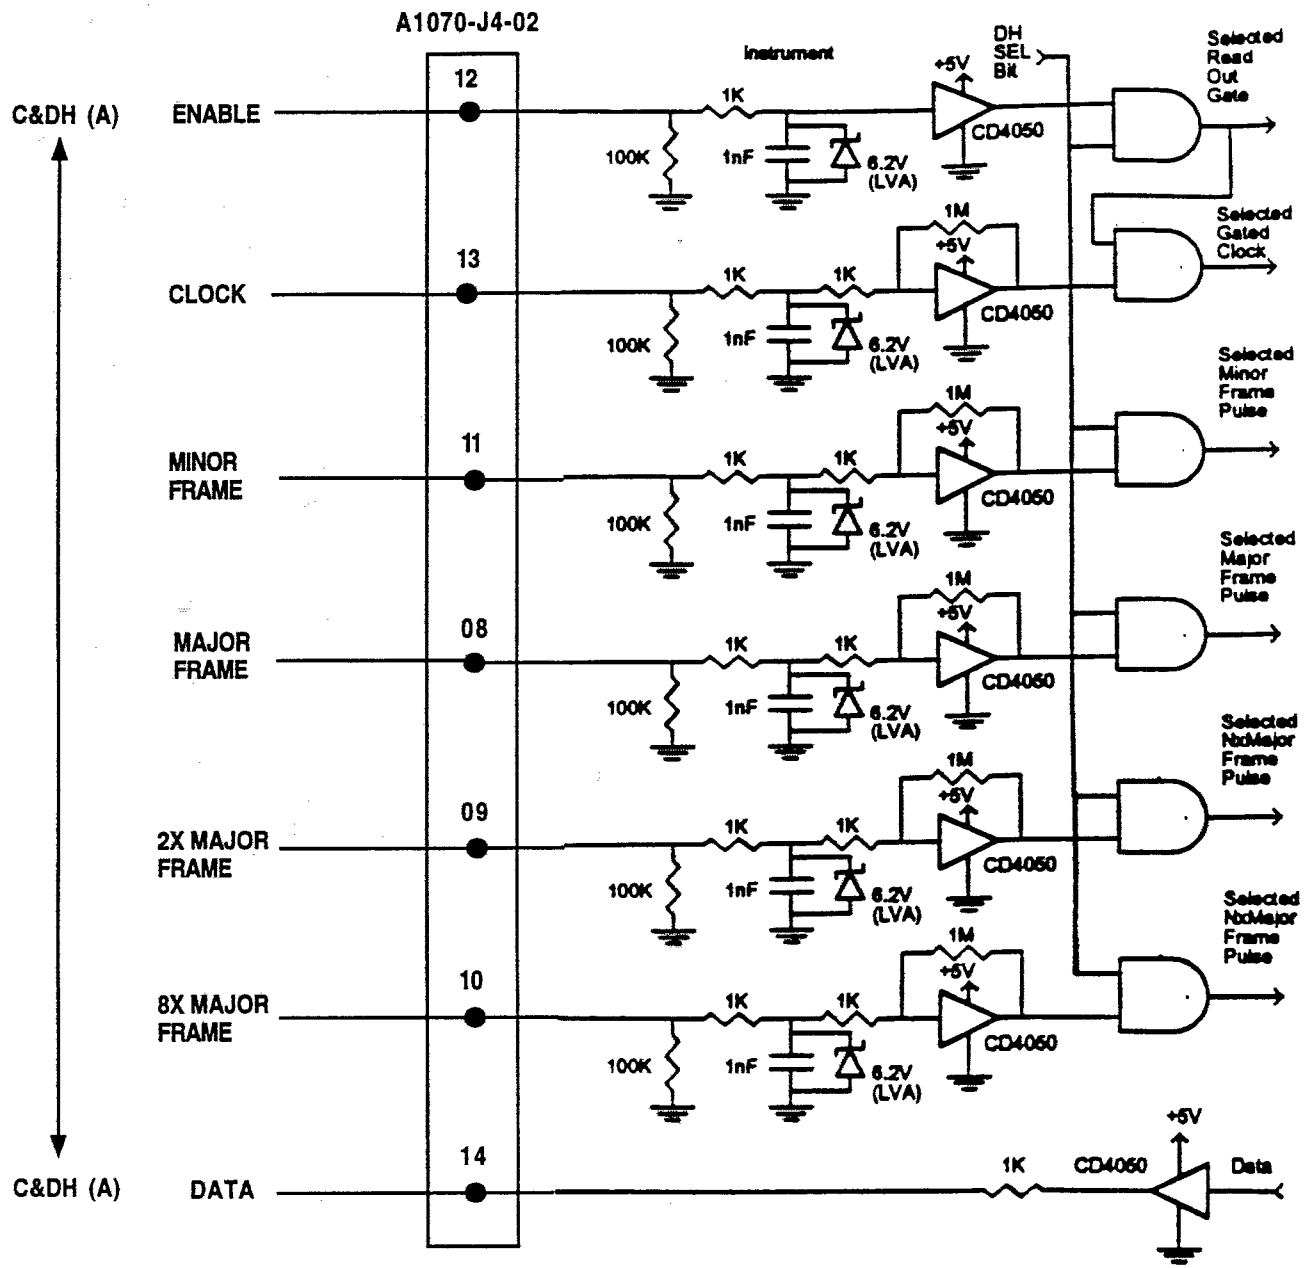 A1070-J4-02
Instrument
DH
SEL
Bit
Selected
Read
Out
Gate
C&DH (A)
ENABLE
12
1K
100K
1nF
6.2V
(LVA)
+5V
CD4050
CLOCK
13
1K
1K
100K
1nF
6.2V
(LVA)
1M
+5V
CD4050
Selected
Gated
Clock
MINOR
FRAME
11
1K
1K
100K
1nF
6.2V
(LVA)
1M
+5V
CD4050
Selected
Minor
Frame
Pulse
MAJOR
FRAME
08
1K
1K
100K
1nF
6.2V
(LVA)
1M
+5V
CD4050
Selected
Major
Frame
Pulse
2X MAJOR
FRAME
09
1K
1K
100K
1nF
6.2V
(LVA)
1M
+5V
CD4050
Selected
NxMajor
Frame
Pulse
8X MAJOR
FRAME
10
1K
1K
100K
1nF
6.2V
(LVA)
1M
+5V
CD4050
Selected
NxMajor
Frame
Pulse
C&DH (A)
DATA
14
1K
CD4050
+5V
Data